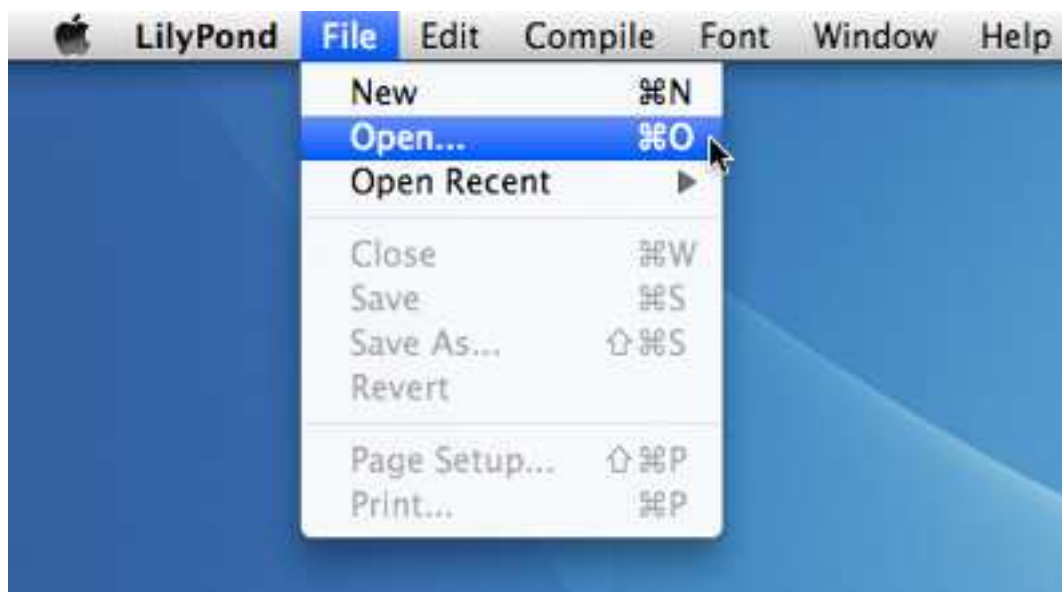 LilyPond File Edit Compile Font Window Help
New ⌘N
Open... ⌘O
Open Recent ▶
Close ⌘W
Save ⌘S
Save As... ⇧⌘S
Revert
Page Setup... ⇧⌘P
Print... ⌘P